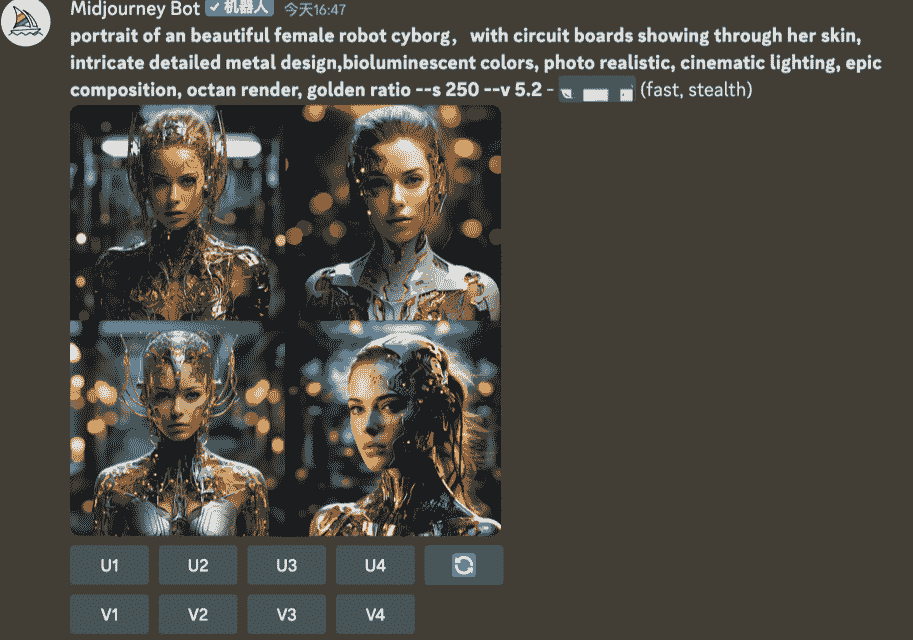 Midjourney Bot ✓机器人 今天16:47
portrait of an beautiful female robot cyborg，with circuit boards showing through her skin,
intricate detailed metal design,bioluminescent colors, photo realistic, cinematic lighting, epic
composition, octan render, golden ratio --s 250 --v 5.2 - (fast, stealth)
U1 U2 U3 U4
V1 V2 V3 V4